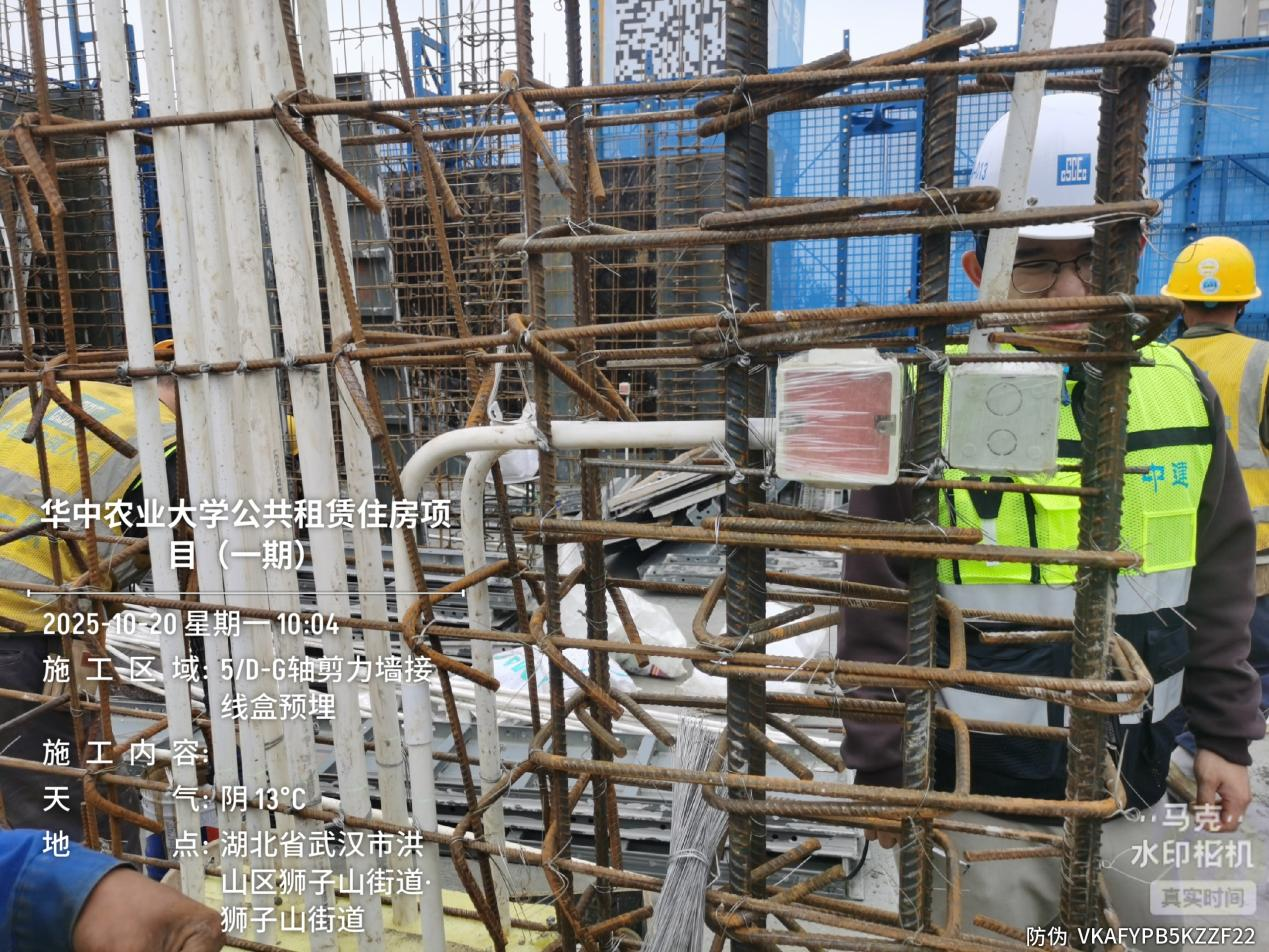 华中农业大学公共租赁住房项
目（一期）
2025-10-20 星期一 10:04
施工区域: 5/D-G轴剪力墙接
线盒预埋
施工内容:
天气: 阴 13°C
地点: 湖北省武汉市洪
山区狮子山街道·
狮子山街道
CSCEC
中建
马克
水印相机
真实时间
防伪 VKAFYPB5KZZF22